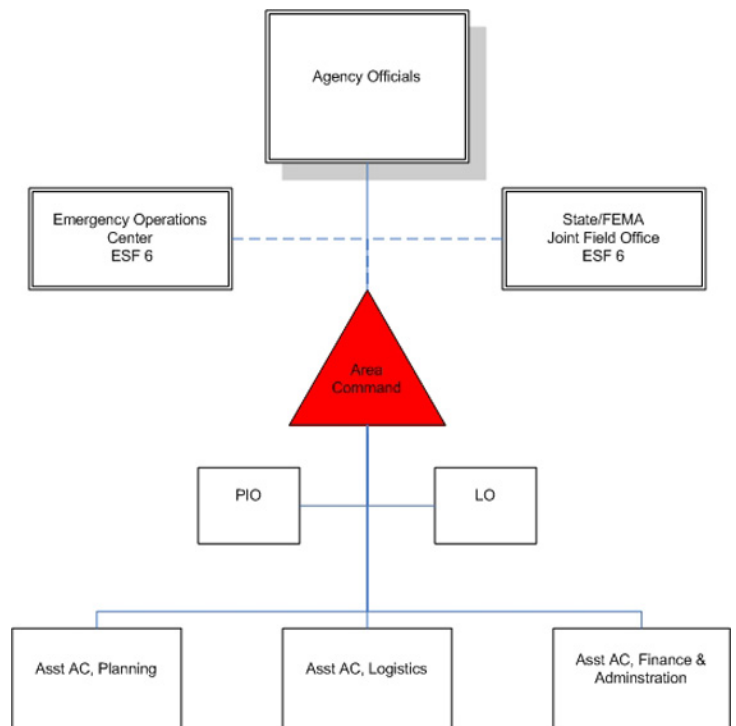 Agency Officials
Emergency Operations
Center
ESF 6
State/FEMA
Joint Field Office
ESF 6
Area
Command
PIO
LO
Asst AC, Planning
Asst AC, Logistics
Asst AC, Finance &
Adminstration